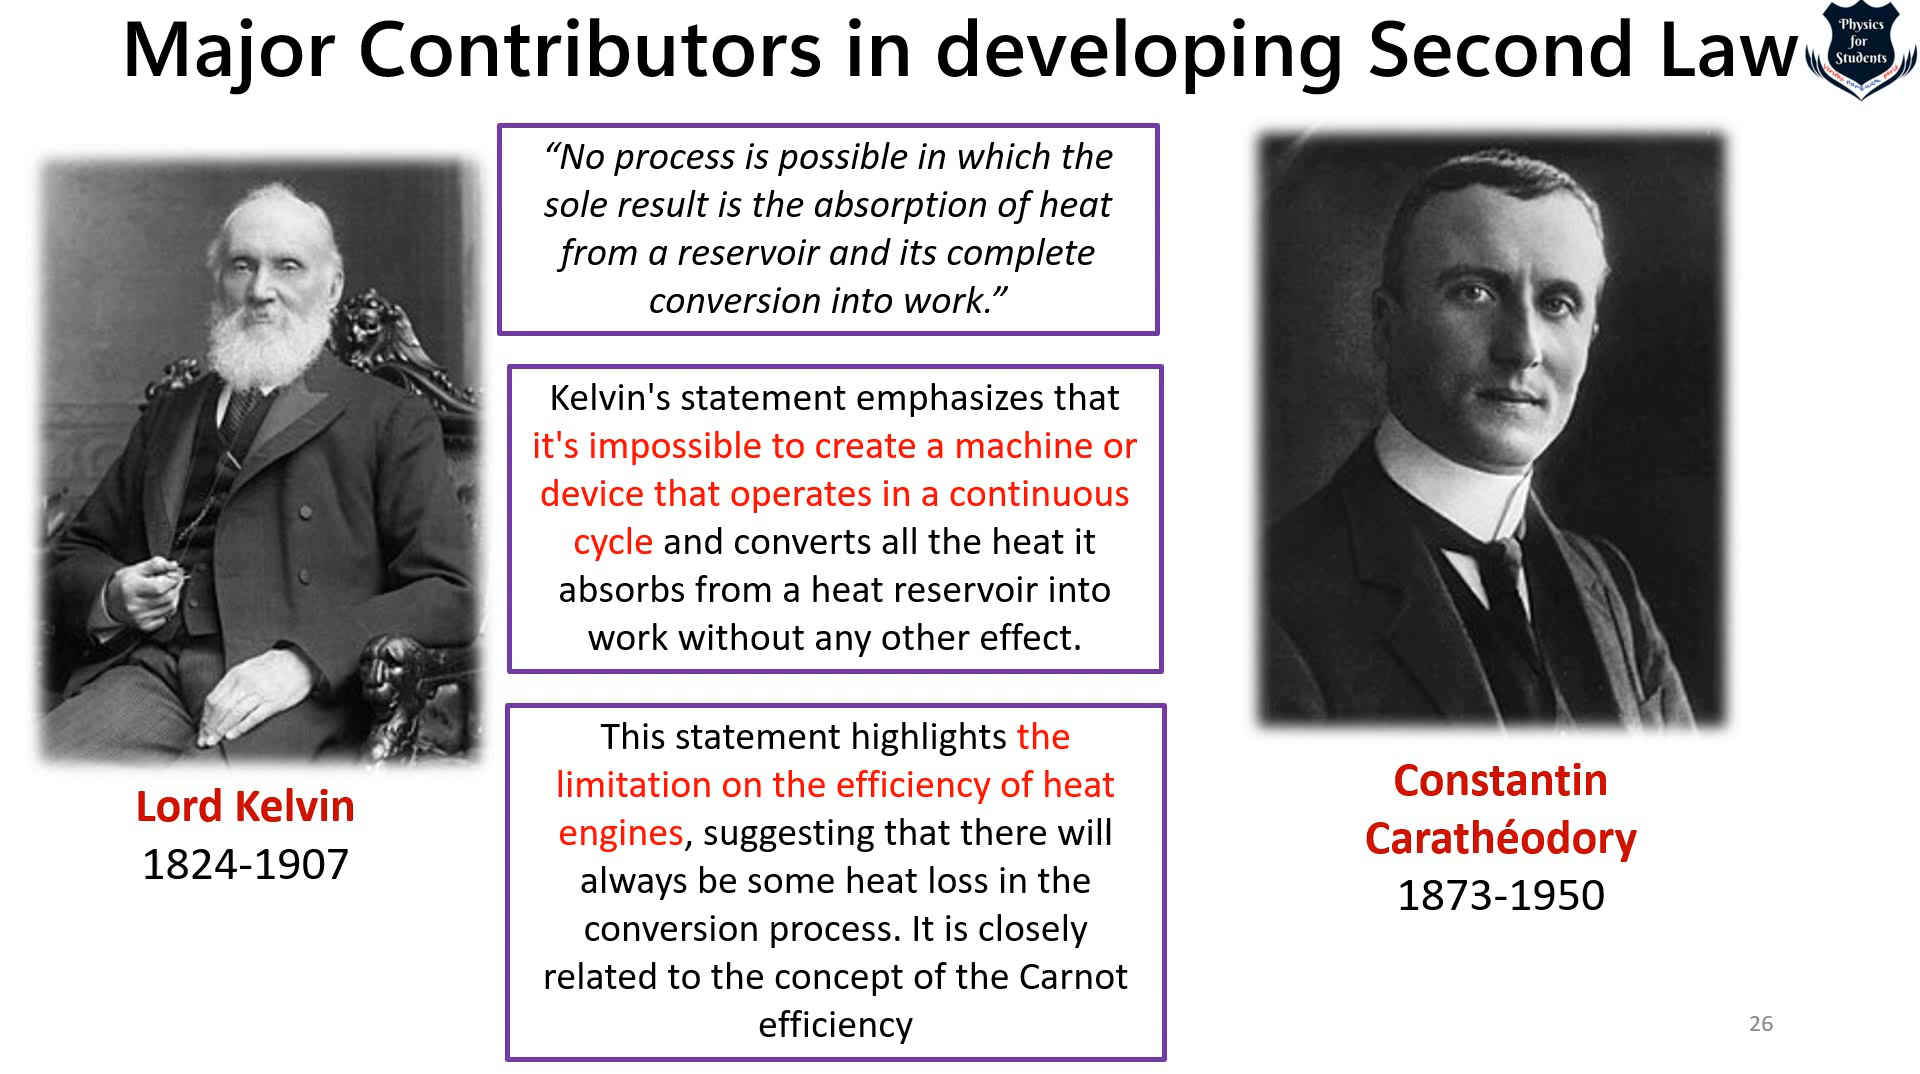 Major Contributors in developing Second Law
Physics
for
Students
“No process is possible in which the
sole result is the absorption of heat
from a reservoir and its complete
conversion into work.”
Kelvin's statement emphasizes that
it's impossible to create a machine or
device that operates in a continuous
cycle and converts all the heat it
absorbs from a heat reservoir into
work without any other effect.
This statement highlights the
limitation on the efficiency of heat
engines, suggesting that there will
always be some heat loss in the
conversion process. It is closely
related to the concept of the Carnot
efficiency
Lord Kelvin
1824-1907
Constantin
Carathéodory
1873-1950
26